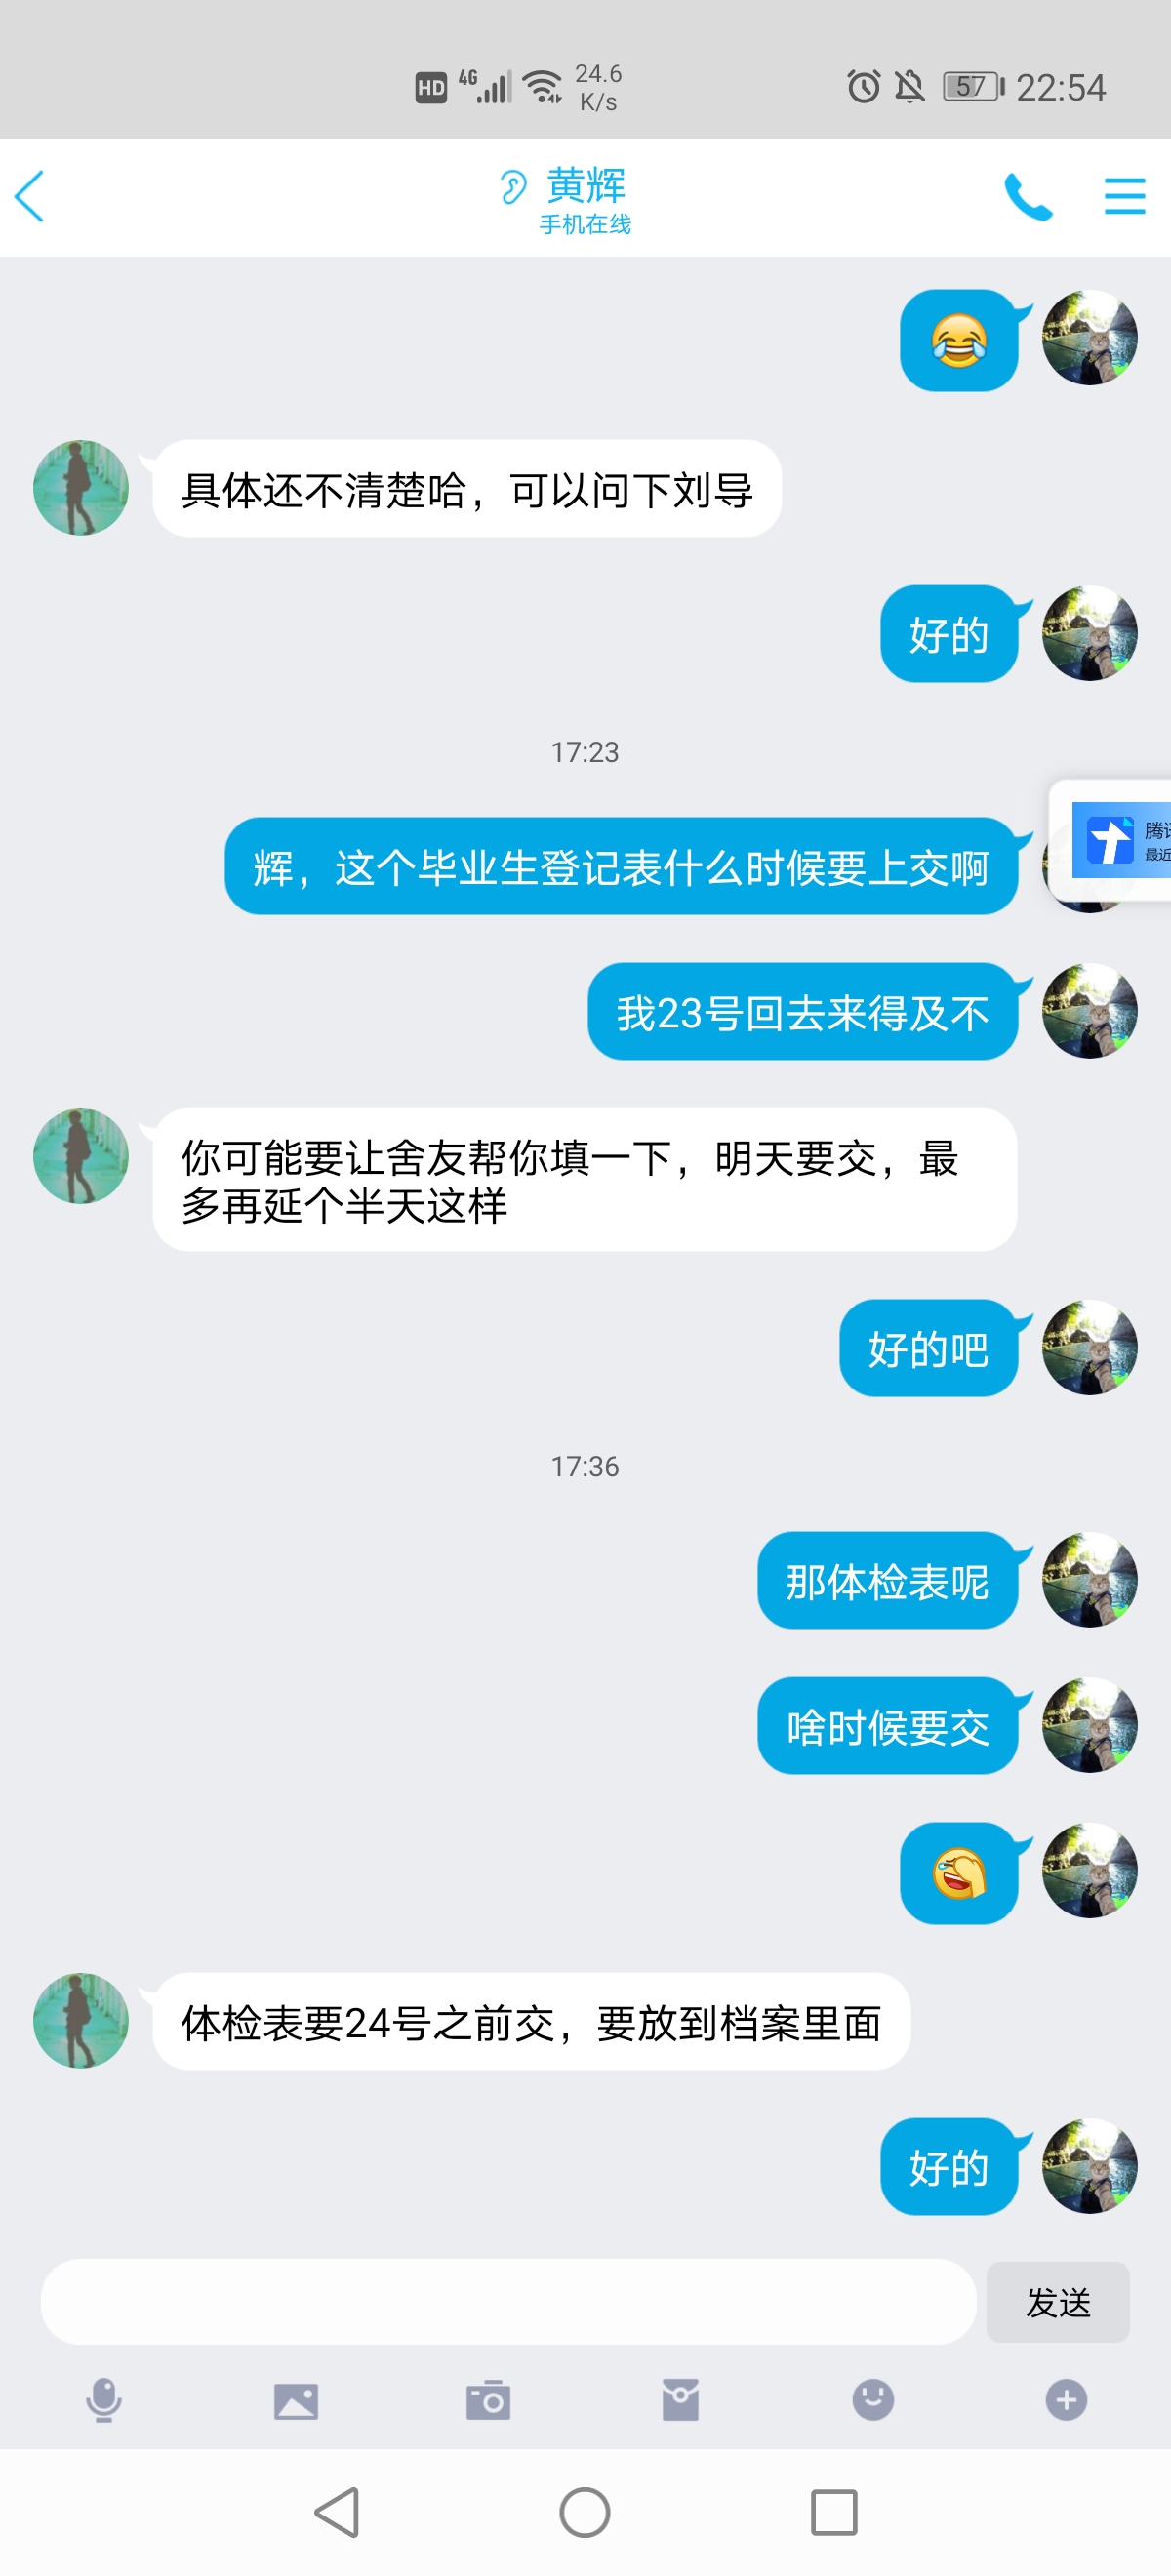 HD 4G 24.6 K/s 57 22:54
黄辉
手机在线
具体还不清楚哈，可以问下刘导
好的
17:23
辉，这个毕业生登记表什么时候要上交啊
腾讯
最近
我23号回去来得及不
你可能要让舍友帮你填一下，明天要交，最
多再延个半天这样
好的吧
17:36
那体检表呢
啥时候要交
体检表要24号之前交，要放到档案里面
好的
发送